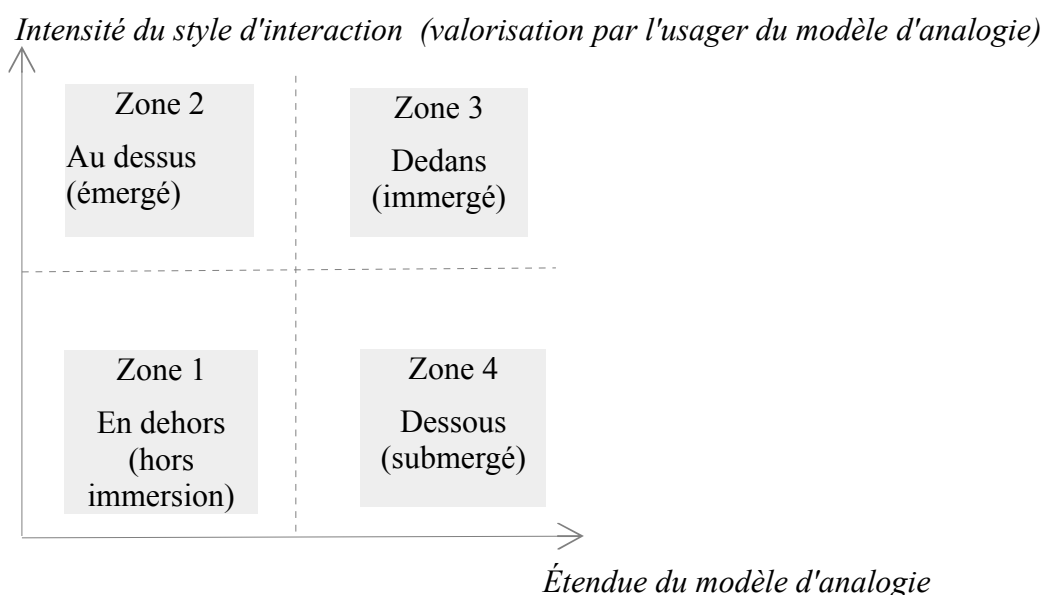 Intensité du style d'interaction (valorisation par l'usager du modèle d'analogie)
Zone 2
Au dessus
(émergé)
Zone 3
Dedans
(immergé)
Zone 1
En dehors
(hors
immersion)
Zone 4
Dessous
(submergé)
Étendue du modèle d'analogie